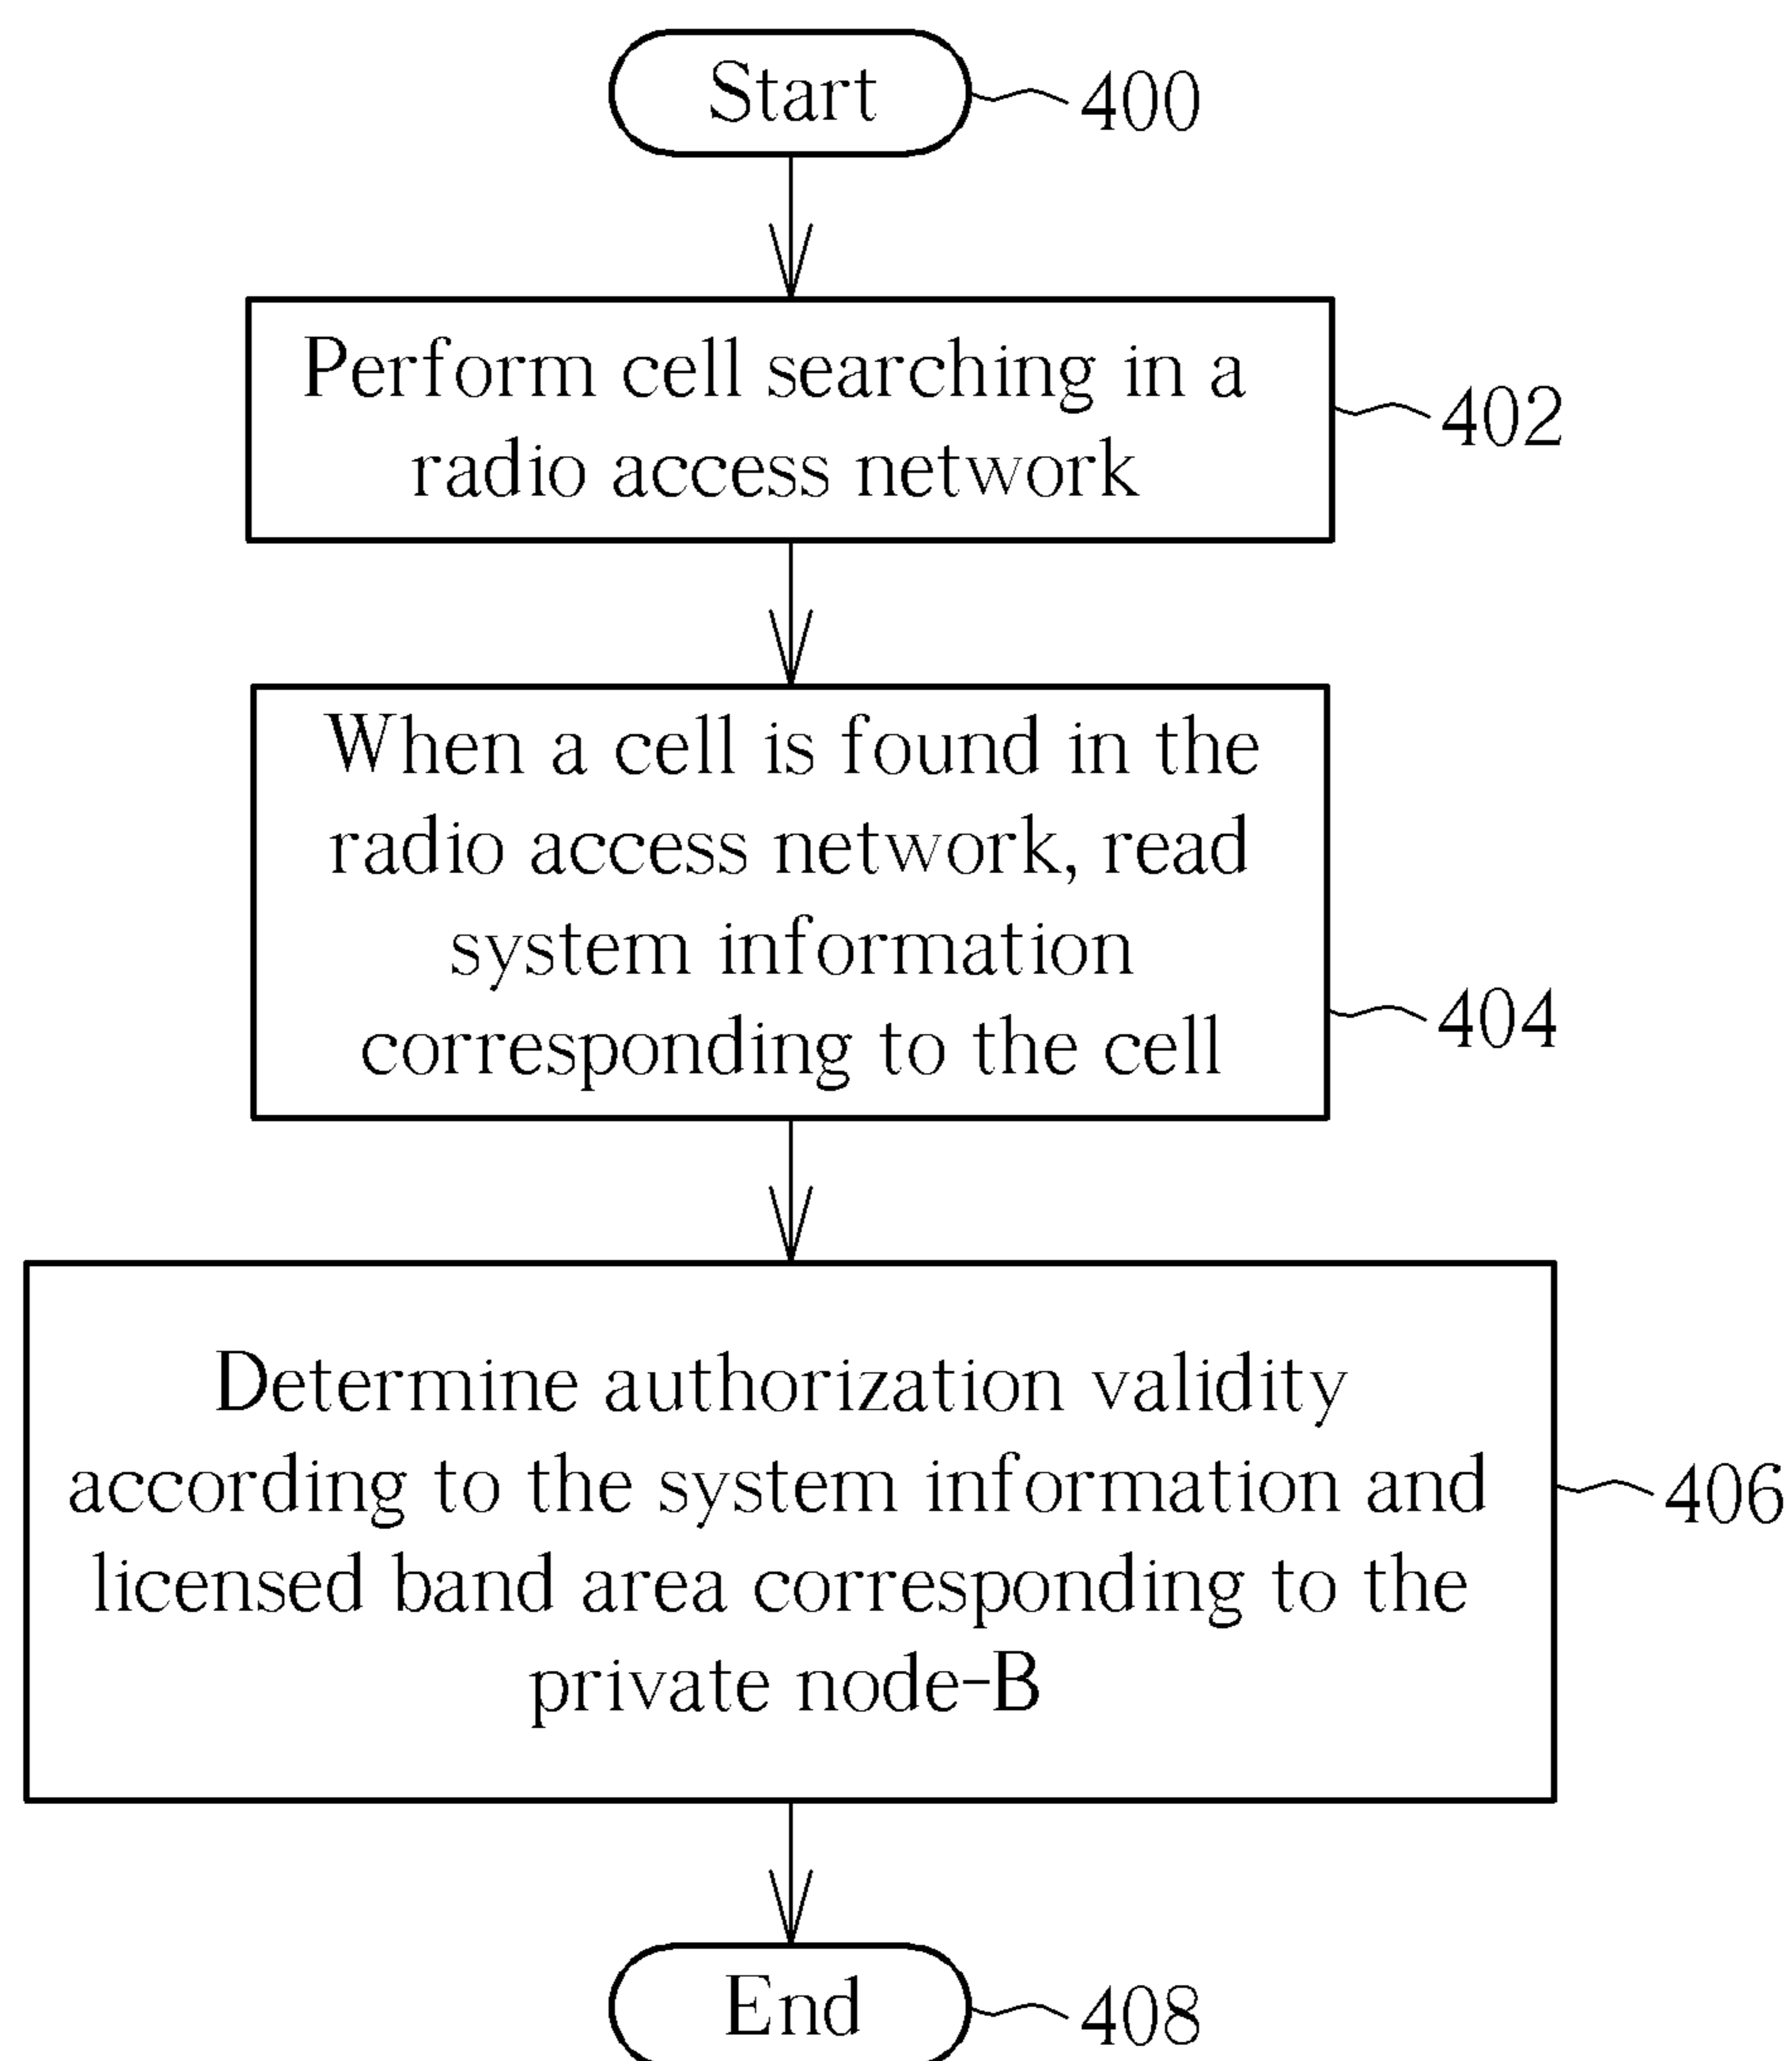 Start
400
Perform cell searching in a
radio access network
402
When a cell is found in the
radio access network, read
system information
corresponding to the cell
404
Determine authorization validity
according to the system information and
licensed band area corresponding to the
private node-B
406
End
408